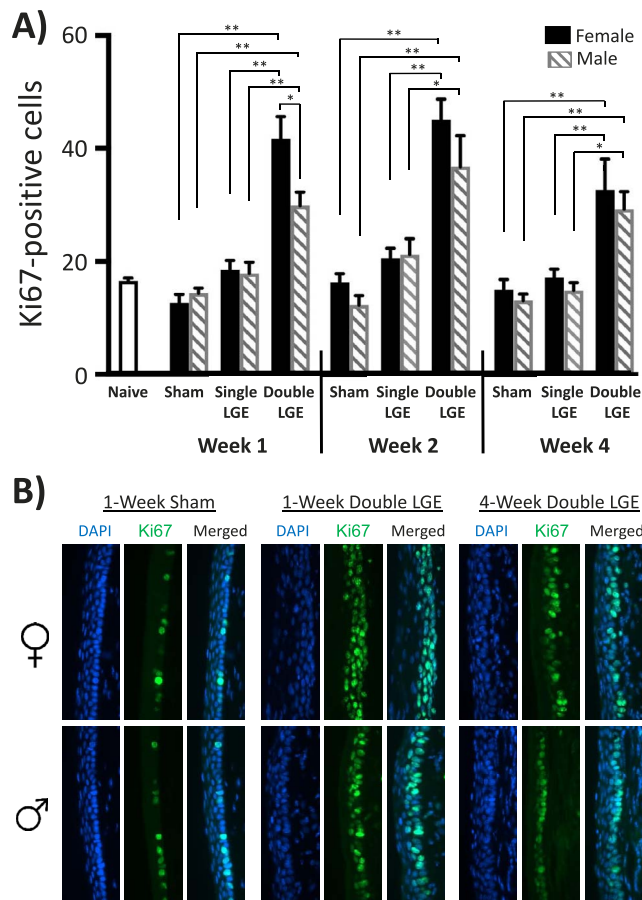 A)
60
40
20
0
Ki67-positive cells
Female
Male
** ** ** ** *
** ** ** *
** ** ** *
Naive Sham Single LGE Double LGE Sham Single LGE Double LGE Sham Single LGE Double LGE
Week 1 Week 2 Week 4
B)
1-Week Sham 1-Week Double LGE 4-Week Double LGE
DAPI Ki67 Merged DAPI Ki67 Merged DAPI Ki67 Merged
♀
♂